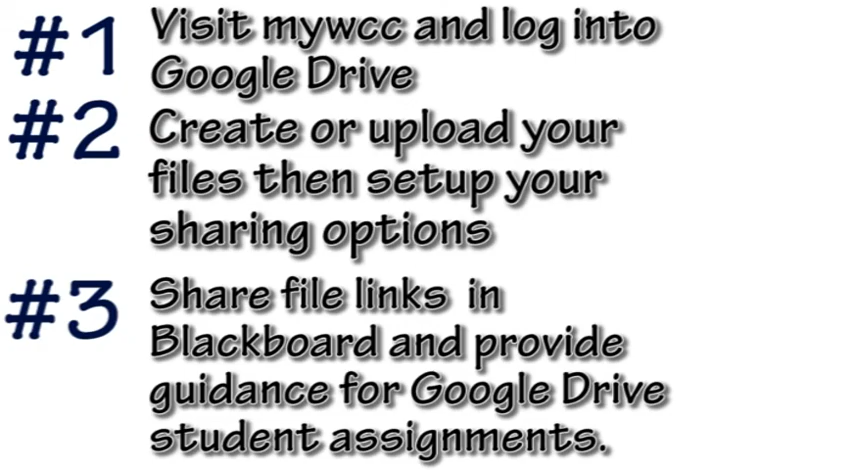 #1 Visit mywcc and log into
Google Drive
#2 Create or upload your
files then setup your
sharing options
#3 Share file links in
Blackboard and provide
guidance for Google Drive
student assignments.